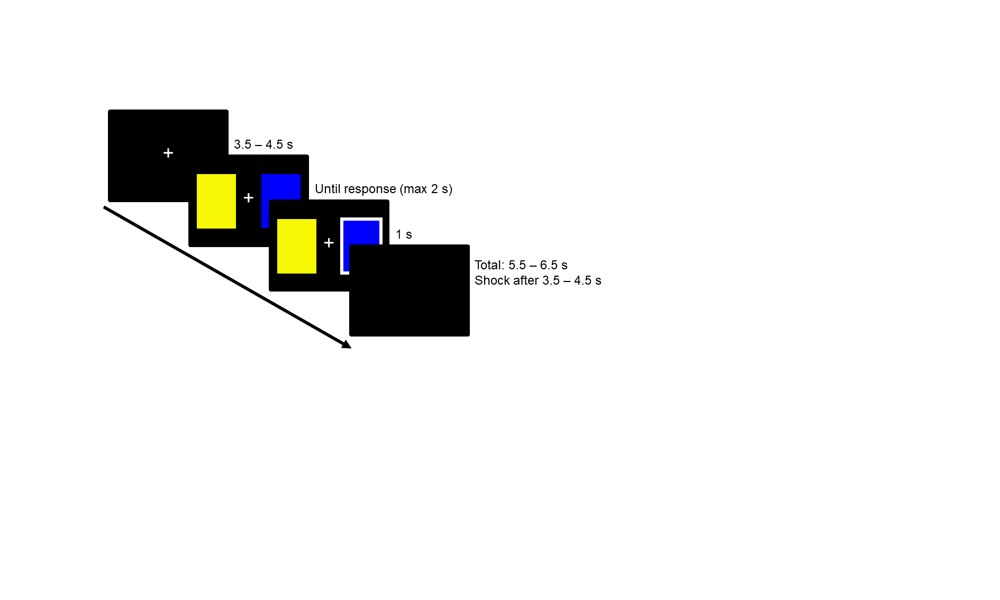 3.5 – 4.5 s
Until response (max 2 s)
1 s
Total: 5.5 – 6.5 s
Shock after 3.5 – 4.5 s